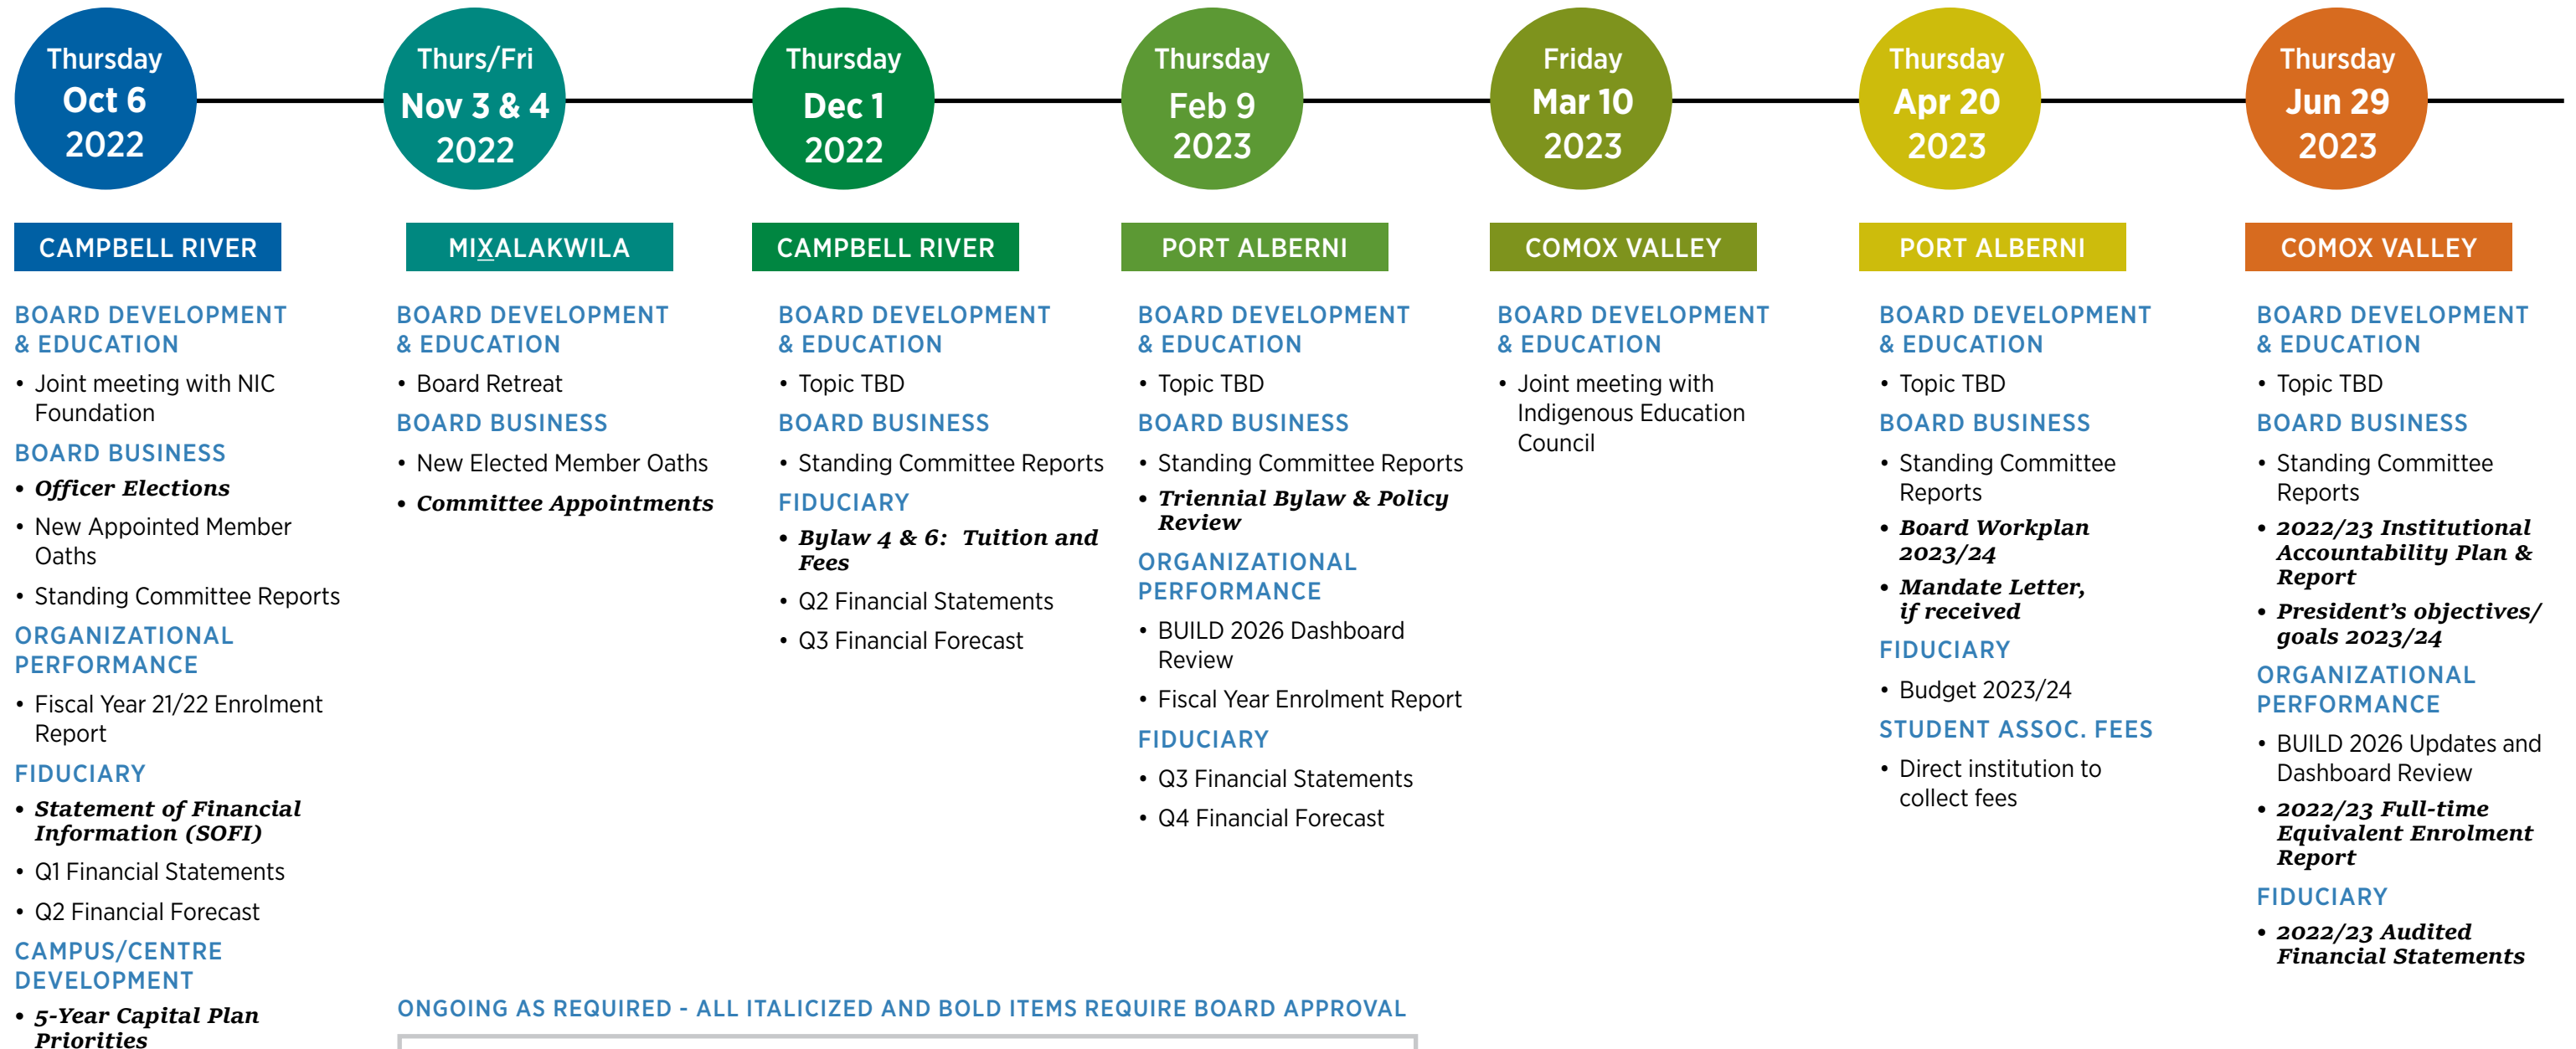 Thursday
Oct 6
2022
CAMPBELL RIVER
BOARD DEVELOPMENT
& EDUCATION
• Joint meeting with NIC
Foundation
BOARD BUSINESS
• Officer Elections
• New Appointed Member
Oaths
• Standing Committee Reports
ORGANIZATIONAL
PERFORMANCE
• Fiscal Year 21/22 Enrolment
Report
FIDUCIARY
• Statement of Financial
Information (SOFI)
• Q1 Financial Statements
• Q2 Financial Forecast
CAMPUS/CENTRE
DEVELOPMENT
• 5-Year Capital Plan
Priorities
Thurs/Fri
Nov 3 & 4
2022
MIX̲ALAKWILA
BOARD DEVELOPMENT
& EDUCATION
• Board Retreat
BOARD BUSINESS
• New Elected Member Oaths
• Committee Appointments
Thursday
Dec 1
2022
CAMPBELL RIVER
BOARD DEVELOPMENT
& EDUCATION
• Topic TBD
BOARD BUSINESS
• Standing Committee Reports
FIDUCIARY
• Bylaw 4 & 6: Tuition and
Fees
• Q2 Financial Statements
• Q3 Financial Forecast
Thursday
Feb 9
2023
PORT ALBERNI
BOARD DEVELOPMENT
& EDUCATION
• Topic TBD
BOARD BUSINESS
• Standing Committee Reports
• Triennial Bylaw & Policy
Review
ORGANIZATIONAL
PERFORMANCE
• BUILD 2026 Dashboard
Review
• Fiscal Year Enrolment Report
FIDUCIARY
• Q3 Financial Statements
• Q4 Financial Forecast
Friday
Mar 10
2023
COMOX VALLEY
BOARD DEVELOPMENT
& EDUCATION
• Joint meeting with
Indigenous Education
Council
Thursday
Apr 20
2023
PORT ALBERNI
BOARD DEVELOPMENT
& EDUCATION
• Topic TBD
BOARD BUSINESS
• Standing Committee
Reports
• Board Workplan
2023/24
• Mandate Letter,
if received
FIDUCIARY
• Budget 2023/24
STUDENT ASSOC. FEES
• Direct institution to
collect fees
Thursday
Jun 29
2023
COMOX VALLEY
BOARD DEVELOPMENT
& EDUCATION
• Topic TBD
BOARD BUSINESS
• Standing Committee
Reports
• 2022/23 Institutional
Accountability Plan &
Report
• President’s objectives/
goals 2023/24
ORGANIZATIONAL
PERFORMANCE
• BUILD 2026 Updates and
Dashboard Review
• 2022/23 Full-time
Equivalent Enrolment
Report
FIDUCIARY
• 2022/23 Audited
Financial Statements
ONGOING AS REQUIRED - ALL ITALICIZED AND BOLD ITEMS REQUIRE BOARD APPROVAL